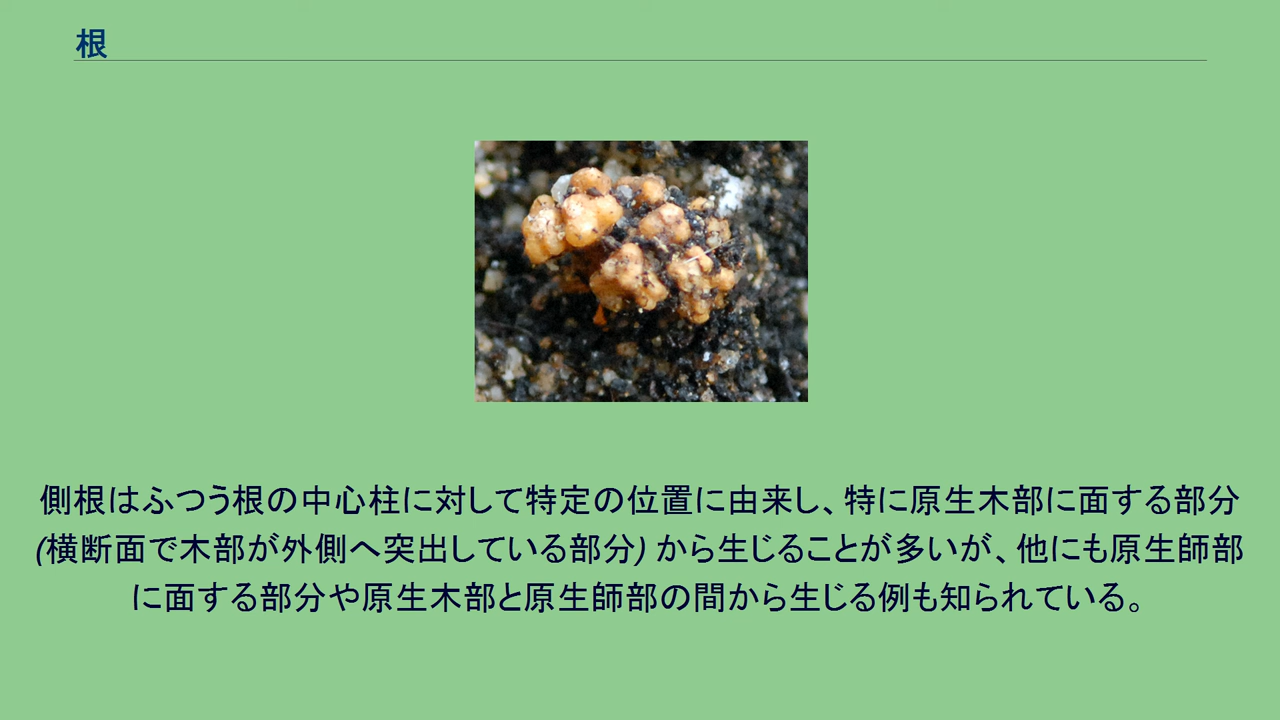 根
側根はふつう根の中心柱に対して特定の位置に由来し、特に原生木部に面する部分
(横断面で木部が外側へ突出している部分) から生じることが多いが、他にも原生師部
に面する部分や原生木部と原生師部の間から生じる例も知られている。